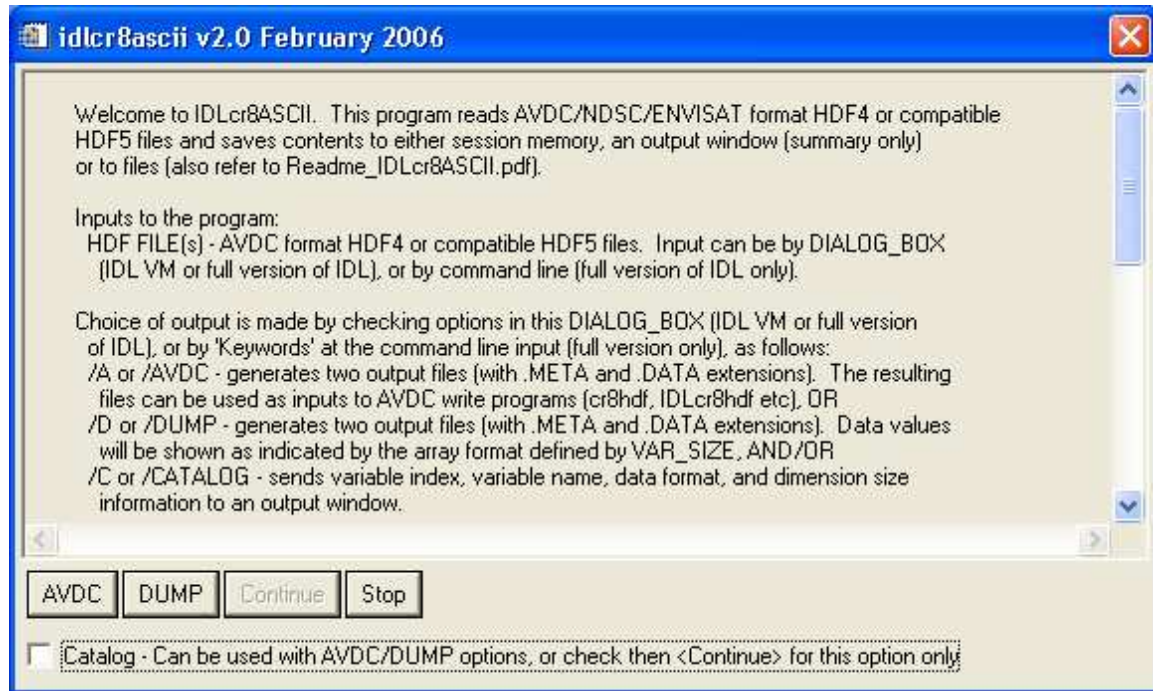 idlcr8ascii v2.0 February 2006
Welcome to IDLcr8ASCII. This program reads AVDC/NDSC/ENVISAT format HDF4 or compatible
HDF5 files and saves contents to either session memory, an output window (summary only)
or to files (also refer to Readme_IDLcr8ASCII.pdf).
Inputs to the program:
HDF FILE(s) - AVDC format HDF4 or compatible HDF5 files. Input can be by DIALOG_BOX
(IDL VM or full version of IDL), or by command line (full version of IDL only).
Choice of output is made by checking options in this DIALOG_BOX (IDL VM or full version
of IDL), or by 'Keywords' at the command line input (full version only), as follows:
/A or /AVDC - generates two output files (with .META and .DATA extensions). The resulting
files can be used as inputs to AVDC write programs (cr8hdf, IDLcr8hdf etc), OR
/D or /DUMP - generates two output files (with .META and .DATA extensions). Data values
will be shown as indicated by the array format defined by VAR_SIZE, AND/OR
/C or /CATALOG - sends variable index, variable name, data format, and dimension size
information to an output window.
AVDC DUMP Continue Stop
Catalog - Can be used with AVDC/DUMP options, or check then <Continue> for this option only